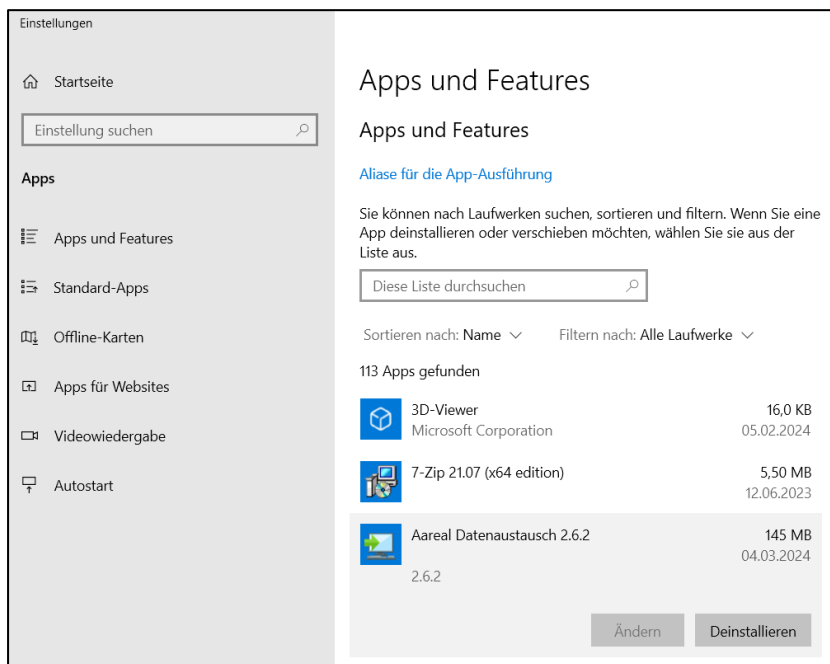 Einstellungen
Startseite
Einstellung suchen
Apps
Apps und Features
Standard-Apps
Offline-Karten
Apps für Websites
Videowiedergabe
Autostart
Apps und Features
Apps und Features
Aliase für die App-Ausführung
Sie können nach Laufwerken suchen, sortieren und filtern. Wenn Sie eine
App deinstallieren oder verschieben möchten, wählen Sie sie aus der
Liste aus.
Diese Liste durchsuchen
Sortieren nach: Name Filtern nach: Alle Laufwerke
113 Apps gefunden
3D-Viewer 16,0 KB
Microsoft Corporation 05.02.2024
7-Zip 21.07 (x64 edition) 5,50 MB
12.06.2023
Aareal Datenaustausch 2.6.2 145 MB
04.03.2024
2.6.2
Ändern Deinstallieren